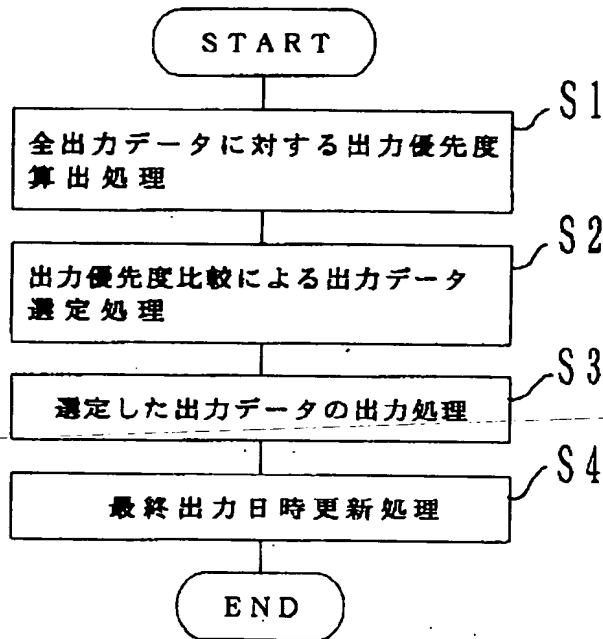 START
S1
全出力データに対する出力優先度
算出処理
S2
出力優先度比較による出力データ
選定処理
S3
選定した出力データの出力処理
S4
最終出力日時更新処理
END